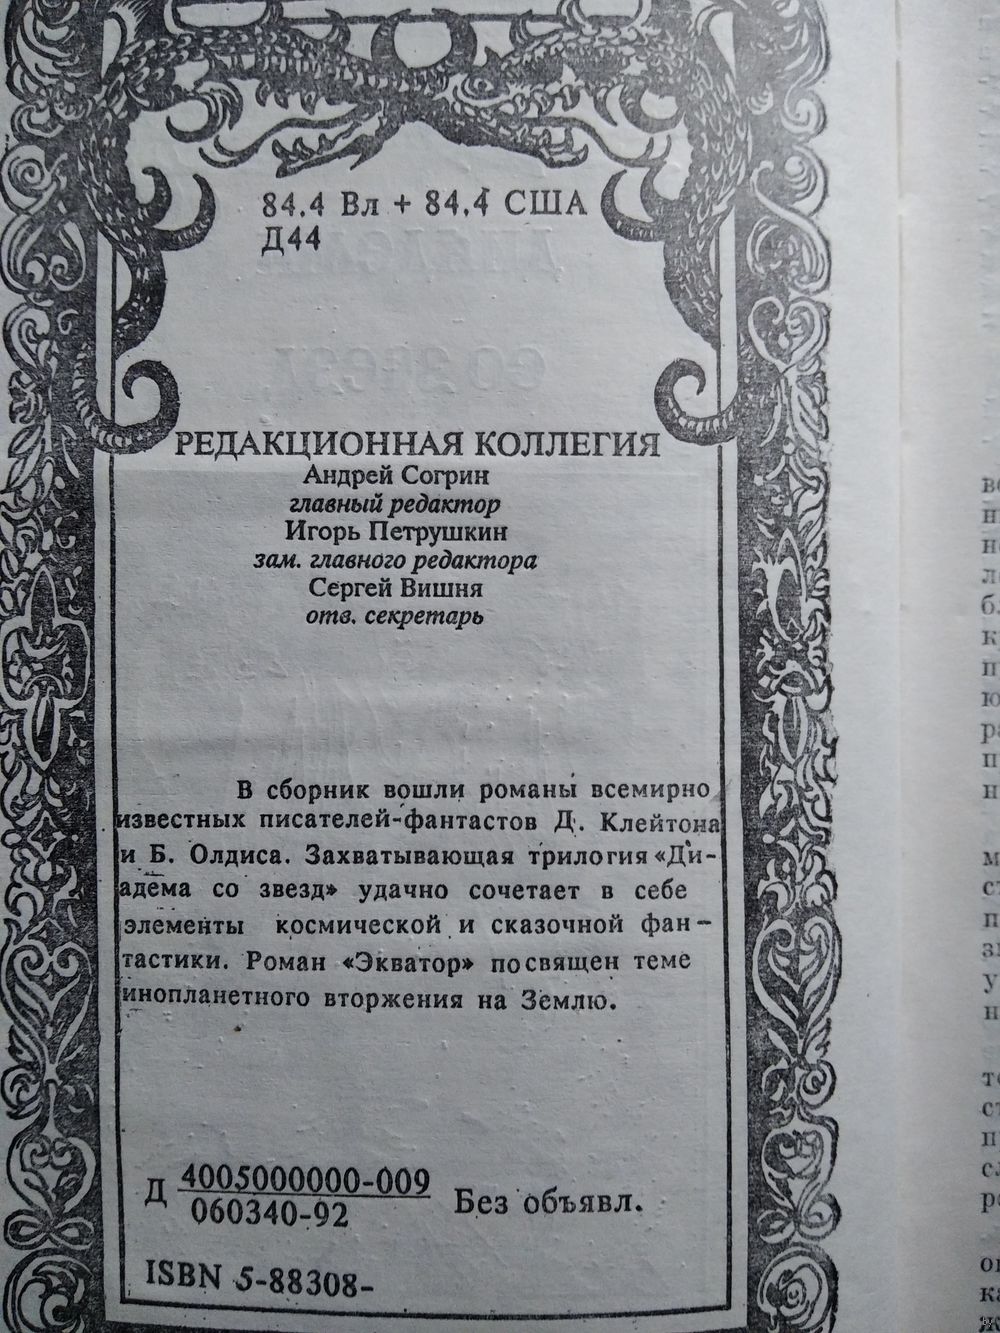 84.4 Вл + 84.4 США
Д44
РЕДАКЦИОННАЯ КОЛЛЕГИЯ
Андрей Согрин
главный редактор
Игорь Петрушкин
зам. главного редактора
Сергей Вишня
отв. секретарь
В сборник вошли романы всемирно
известных писателей-фантастов Д. Клейтона
и Б. Олдиса. Захватывающая трилогия «Ди-
адема со звезд» удачно сочетает в себе
элементы космической и сказочной фан-
тастики. Роман «Экватор» посвящен теме
инопланетного вторжения на Землю.
Д 4005000000-009
060340-92 Без объявл.
ISBN 5-88308-